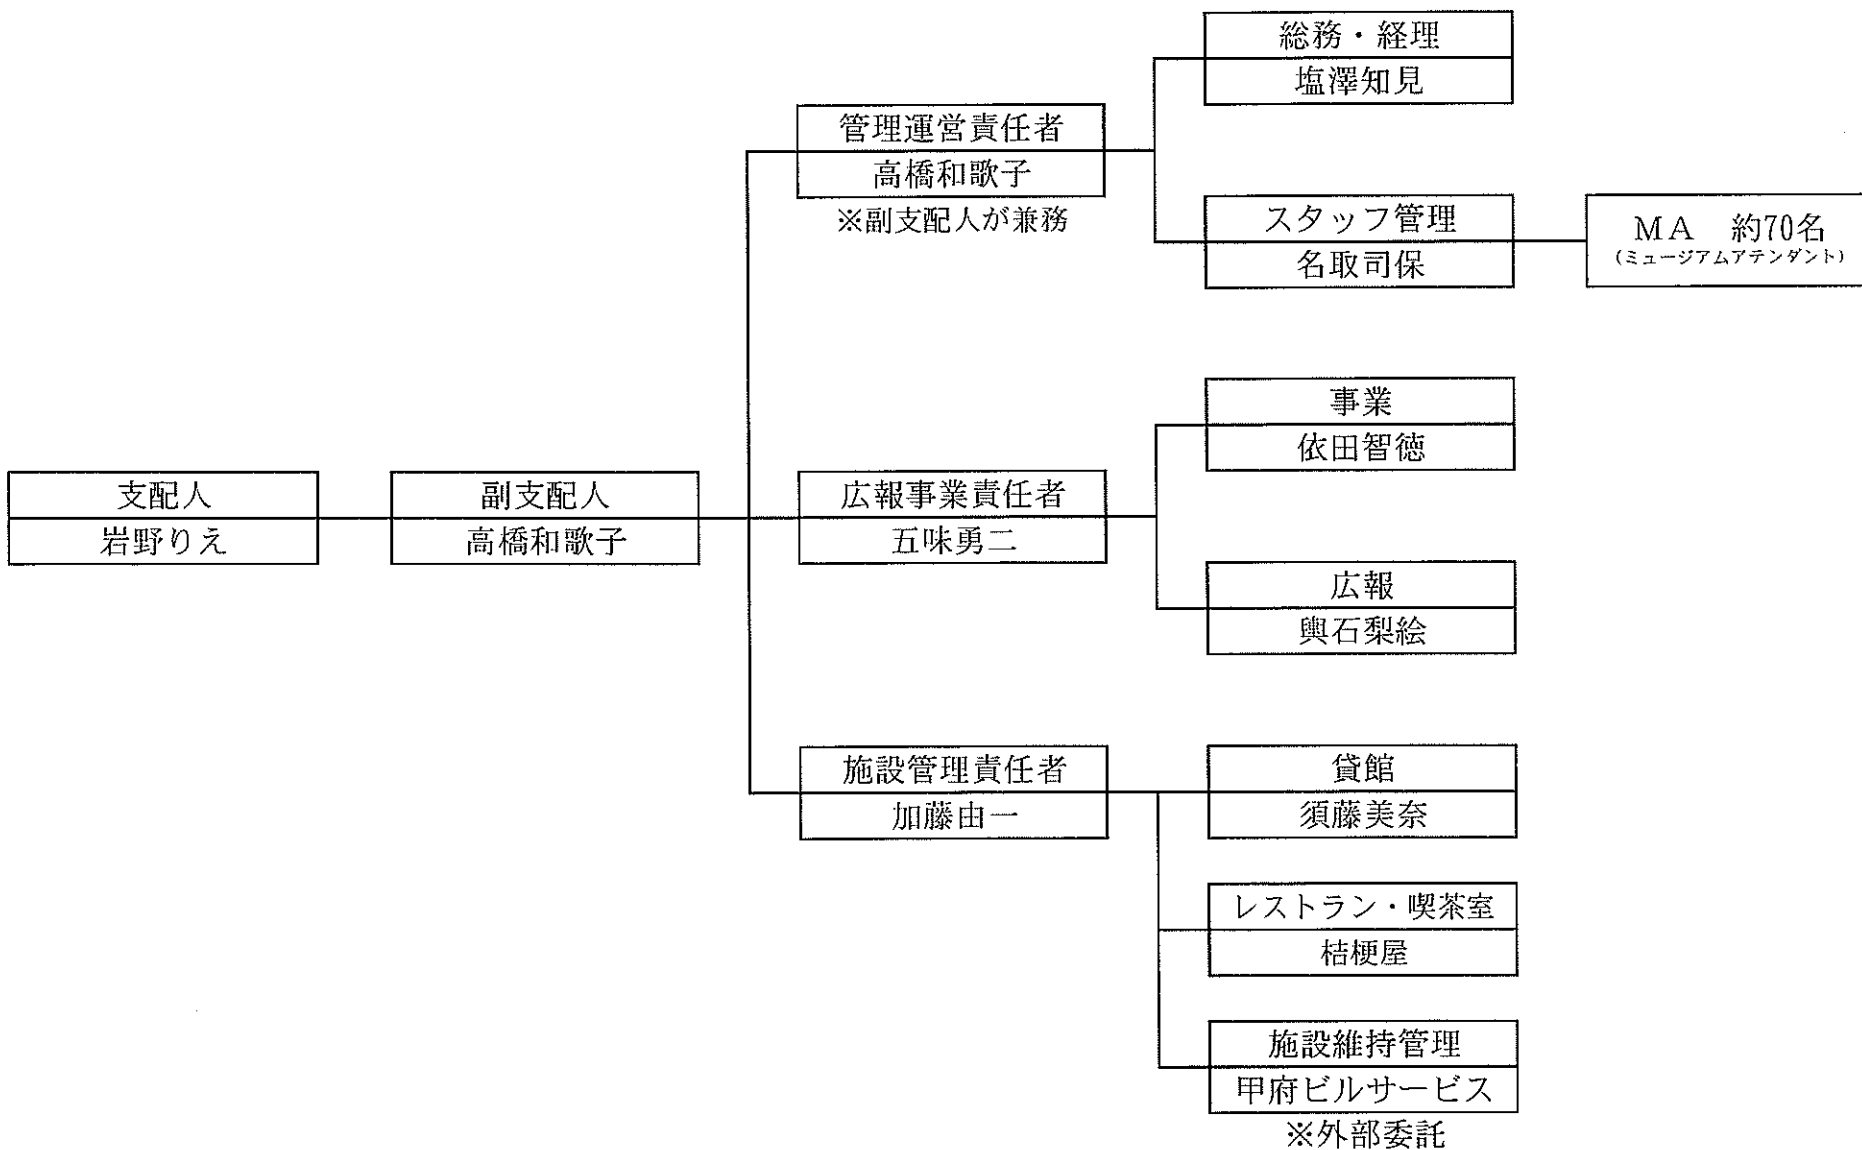 支配人
岩野りえ
副支配人
高橋和歌子
管理運営責任者
高橋和歌子
※副支配人が兼務
総務・経理
塩澤知見
スタッフ管理
名取司保
MA　約70名
(ミュージアムアテンダント)
広報事業責任者
五味勇二
事業
依田智徳
広報
輿石梨絵
施設管理責任者
加藤由一
貸館
須藤美奈
レストラン・喫茶室
桔梗屋
施設維持管理
甲府ビルサービス
※外部委託